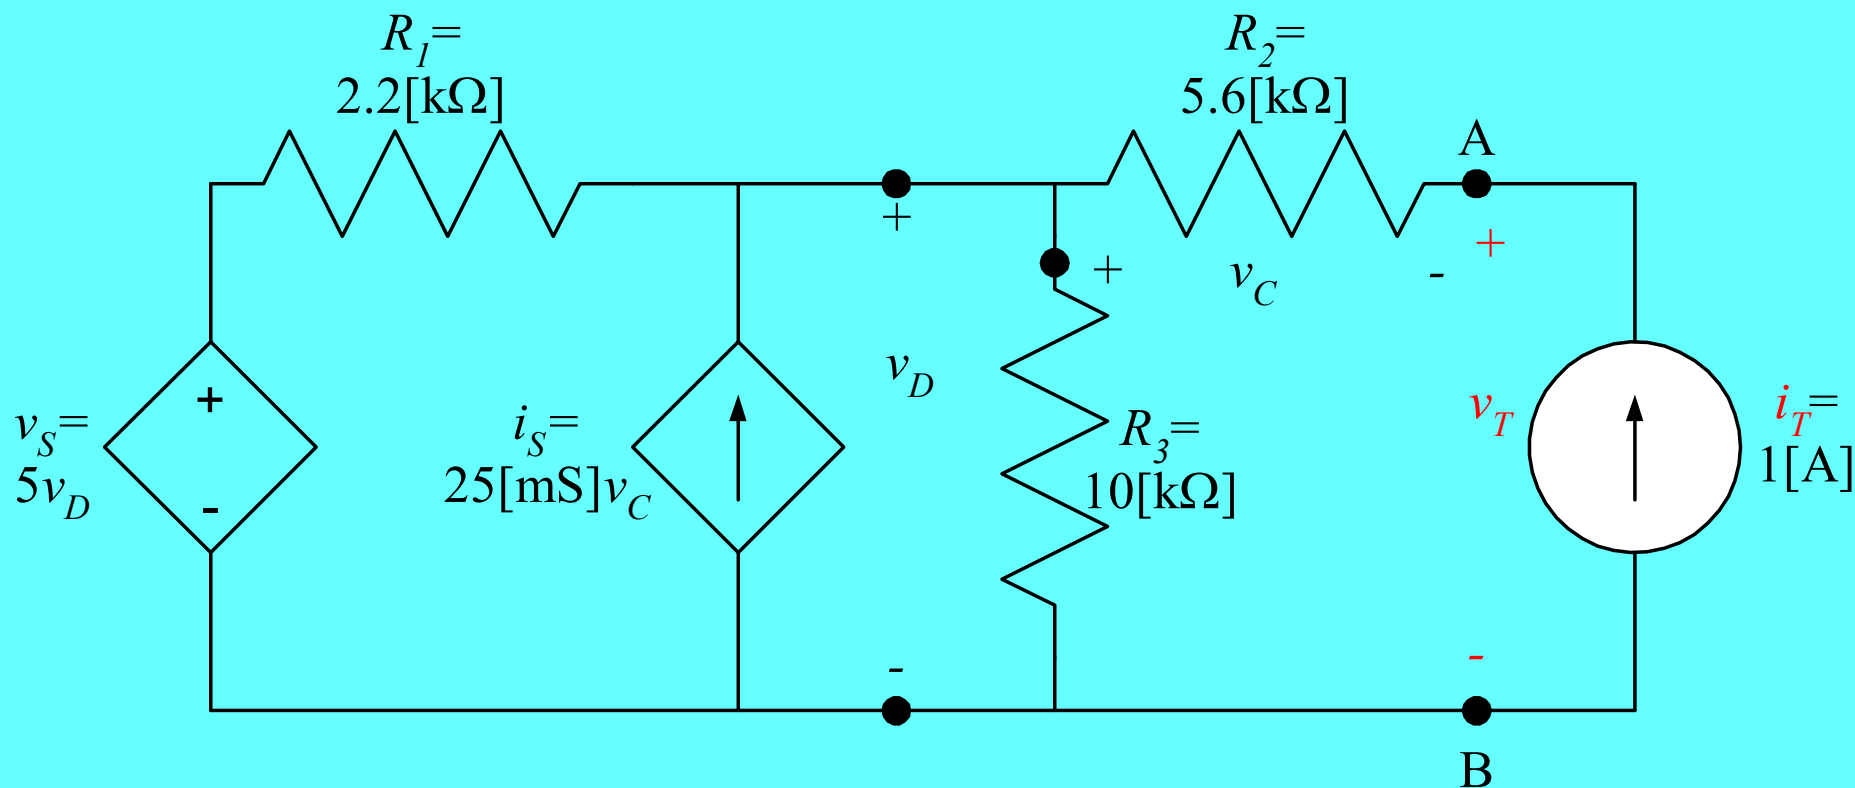 R1=
2.2[kΩ]
R2=
5.6[kΩ]
A
+
+
+
vC
-
vD
+
vS=
5vD
-
iS=
25[mS]vC
R3=
10[kΩ]
vT
iT=
1[A]
-
-
B